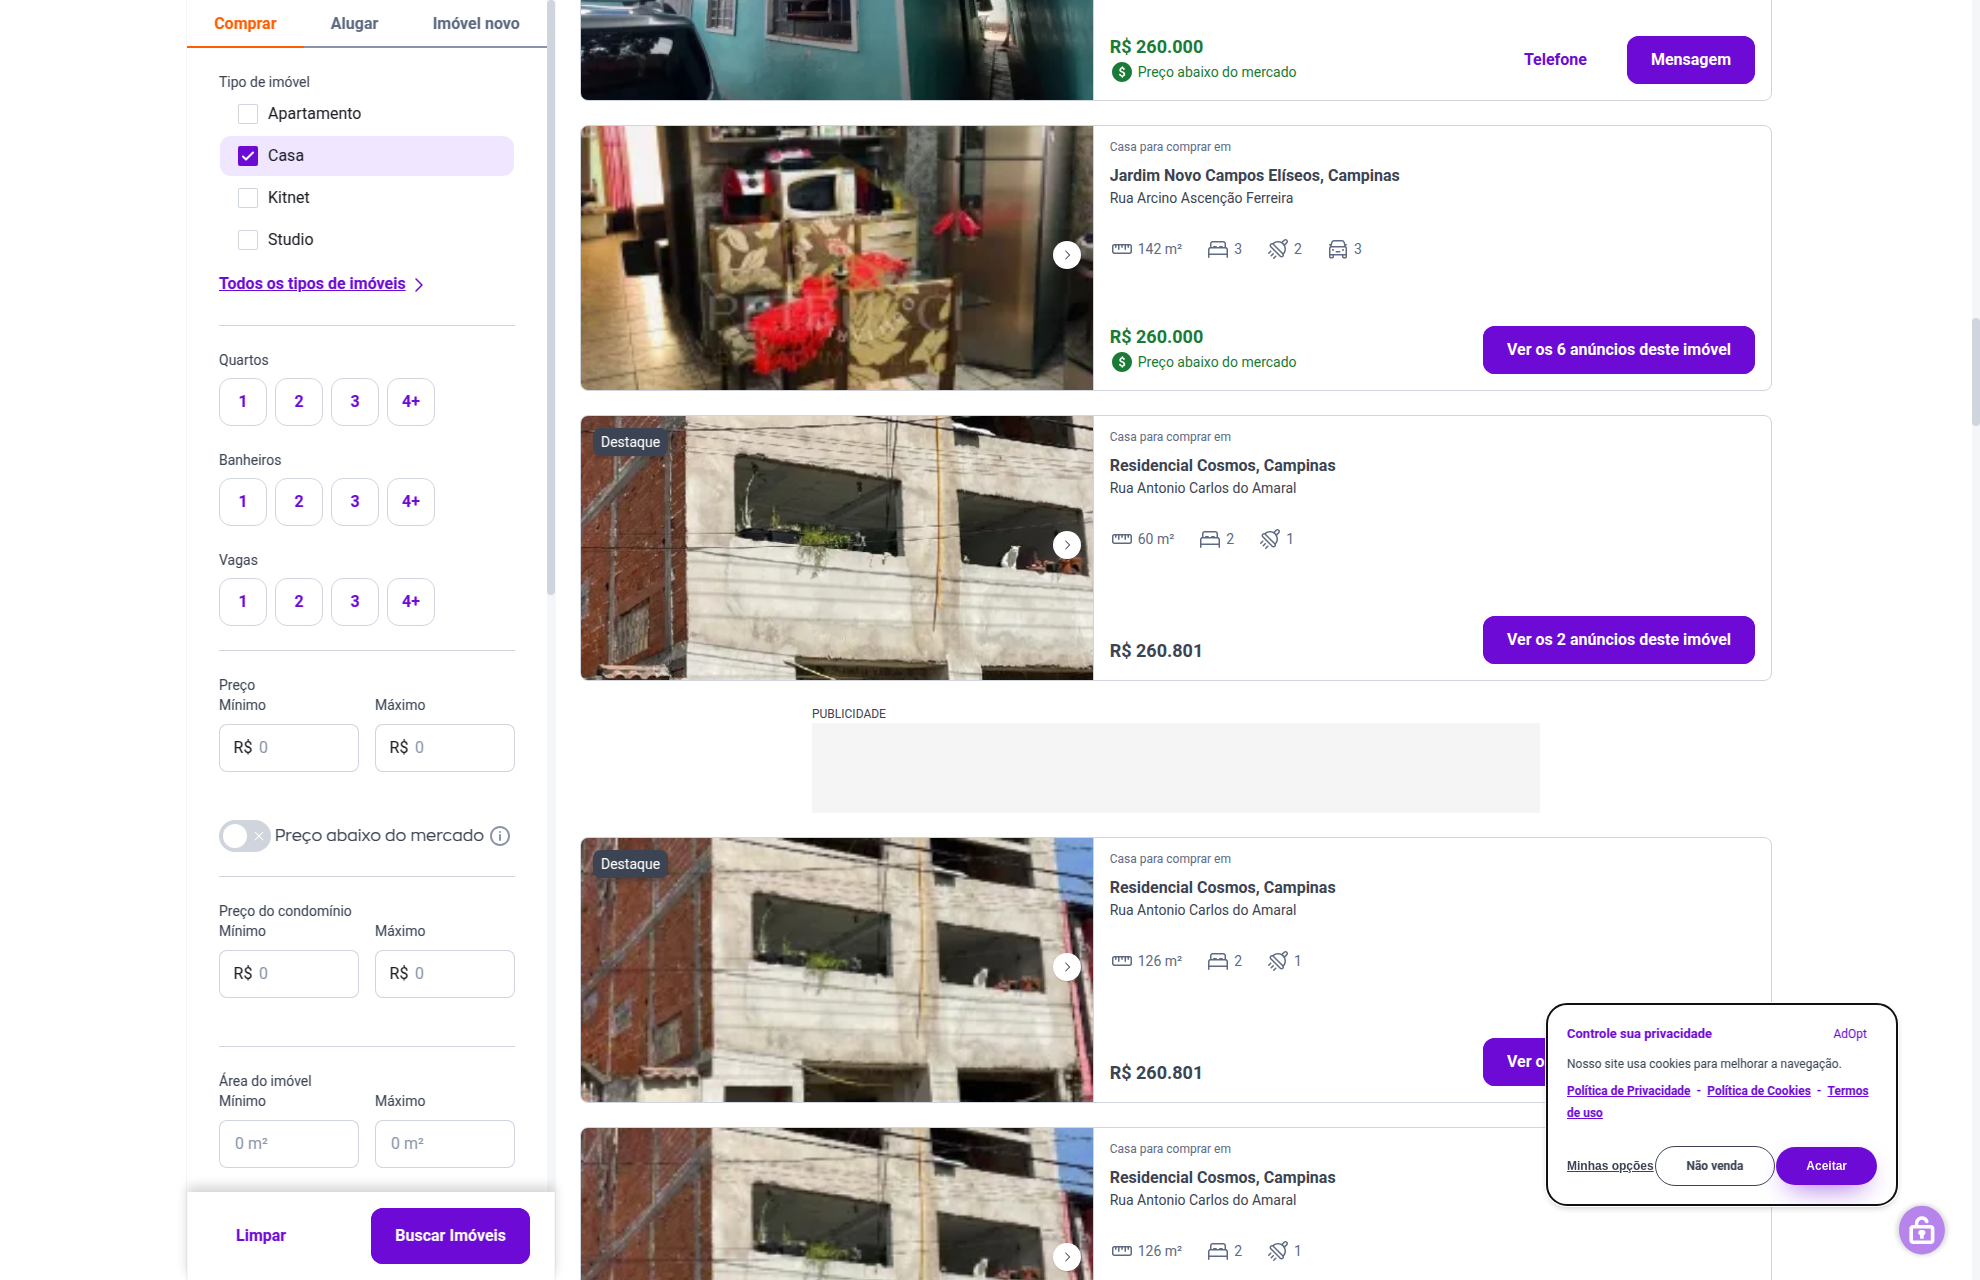 Comprar
Alugar
Imóvel novo
Tipo de imóvel
Apartamento
Casa
Kitnet
Studio
Todos os tipos de imóveis
Quartos
1
2
3
4+
Banheiros
1
2
3
4+
Vagas
1
2
3
4+
Preço
Mínimo
Máximo
R$ 0
R$ 0
Preço abaixo do mercado
Preço do condomínio
Mínimo
Máximo
R$ 0
R$ 0
Área do imóvel
Mínimo
Máximo
0 m²
0 m²
Limpar
Buscar Imóveis
R$ 260.000
Preço abaixo do mercado
Telefone
Mensagem
Casa para comprar em
Jardim Novo Campos Elíseos, Campinas
Rua Arcino Ascenção Ferreira
142 m²
3
2
3
R$ 260.000
Preço abaixo do mercado
Ver os 6 anúncios deste imóvel
Destaque
Casa para comprar em
Residencial Cosmos, Campinas
Rua Antonio Carlos do Amaral
60 m²
2
1
R$ 260.801
Ver os 2 anúncios deste imóvel
PUBLICIDADE
Destaque
Casa para comprar em
Residencial Cosmos, Campinas
Rua Antonio Carlos do Amaral
126 m²
2
1
R$ 260.801
Ver o
Casa para comprar em
Residencial Cosmos, Campinas
Rua Antonio Carlos do Amaral
126 m²
2
1
Controle sua privacidade
AdOpt
Nosso site usa cookies para melhorar a navegação.
Política de Privacidade - Política de Cookies - Termos
de uso
Minhas opções
Não venda
Aceitar